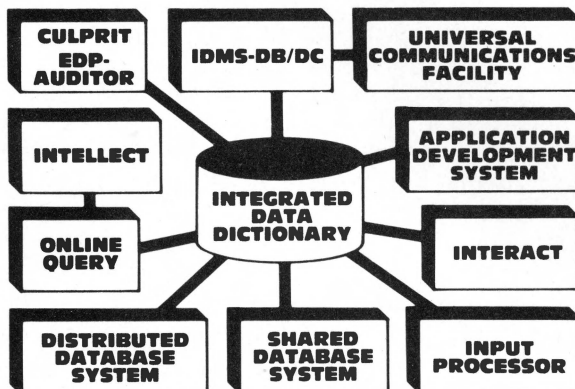 CULPRIT
EDP-
AUDITOR
IDMS-DB/DC
UNIVERSAL
COMMUNICATIONS
FACILITY
INTELLECT
APPLICATION
DEVELOPMENT
SYSTEM
INTEGRATED
DATA
DICTIONARY
ONLINE
QUERY
INTERACT
DISTRIBUTED
DATABASE
SYSTEM
SHARED
DATABASE
SYSTEM
INPUT
PROCESSOR